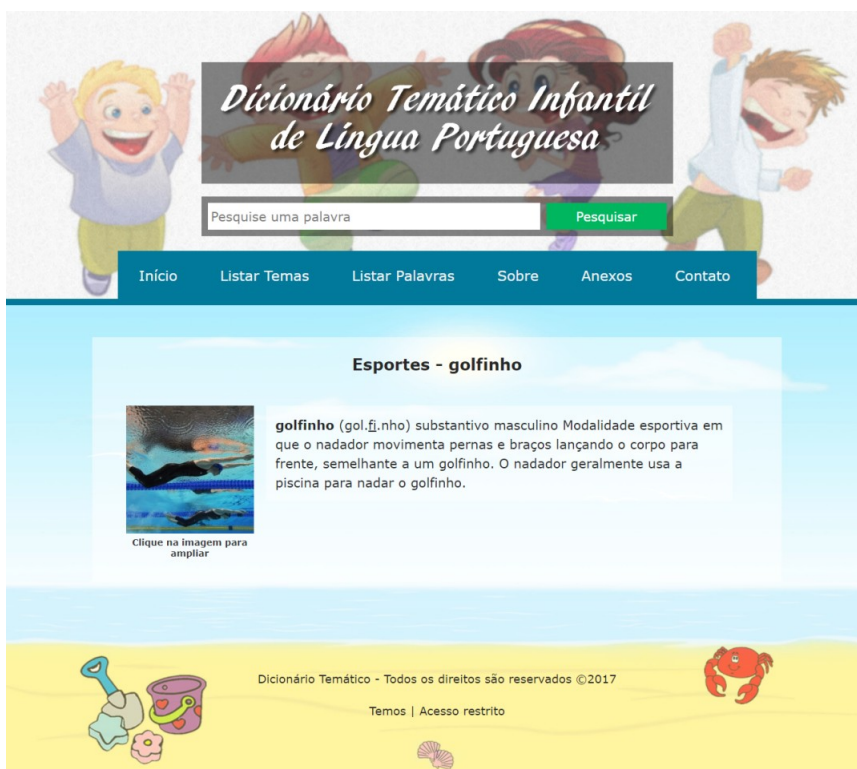 Dicionário Temático Infantil
de Língua Portuguesa
Pesquise uma palavra
Pesquisar
Início Listar Temas Listar Palavras Sobre Anexos Contato
Esportes - golfinho
golfinho (gol.fi.nho) substantivo masculino Modalidade esportiva em
que o nadador movimenta pernas e braços lançando o corpo para
frente, semelhante a um golfinho. O nadador geralmente usa a
piscina para nadar o golfinho.
Clique na imagem para
ampliar
Dicionário Temático - Todos os direitos são reservados ©2017
Temos | Acesso restrito